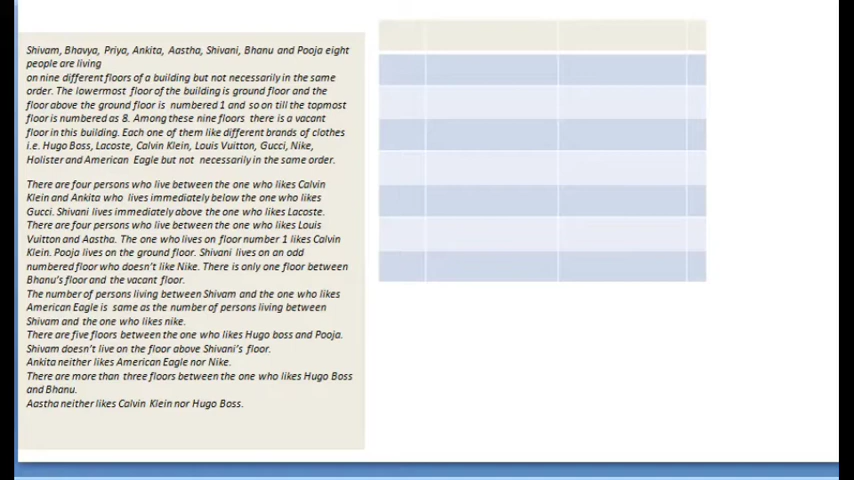 Shivam, Bhavya, Priya, Ankita, Aastha, Shivani, Bhanu and Pooja eight
people are living
on nine different floors of a building but not necessarily in the same
order. The lowermost floor of the building is ground floor and the
floor above the ground floor is numbered 1 and so on till the topmost
floor is numbered as 8. Among these nine floors there is a vacant
floor in this building. Each one of them like different brands of clothes
i.e. Hugo Boss, Lacoste, Calvin Klein, Louis Vuitton, Gucci, Nike,
Holister and American Eagle but not necessarily in the same order.
There are four persons who live between the one who likes Calvin
Klein and Ankita who lives immediately below the one who likes
Gucci. Shivani lives immediately above the one who likes Lacoste.
There are four persons who live between the one who likes Louis
Vuitton and Aastha. The one who lives on floor number 1 likes Calvin
Klein. Pooja lives on the ground floor. Shivani lives on an odd
numbered floor who doesn't like Nike. There is only one floor between
Bhanu's floor and the vacant floor.
The number of persons living between Shivam and the one who likes
American Eagle is same as the number of persons living between
Shivam and the one who likes nike.
There are five floors between the one who likes Hugo boss and Pooja.
Shivam doesn't live on the floor above Shivani's floor.
Ankita neither likes American Eagle nor Nike.
There are more than three floors between the one who likes Hugo Boss
and Bhanu.
Aastha neither likes Calvin Klein nor Hugo Boss.